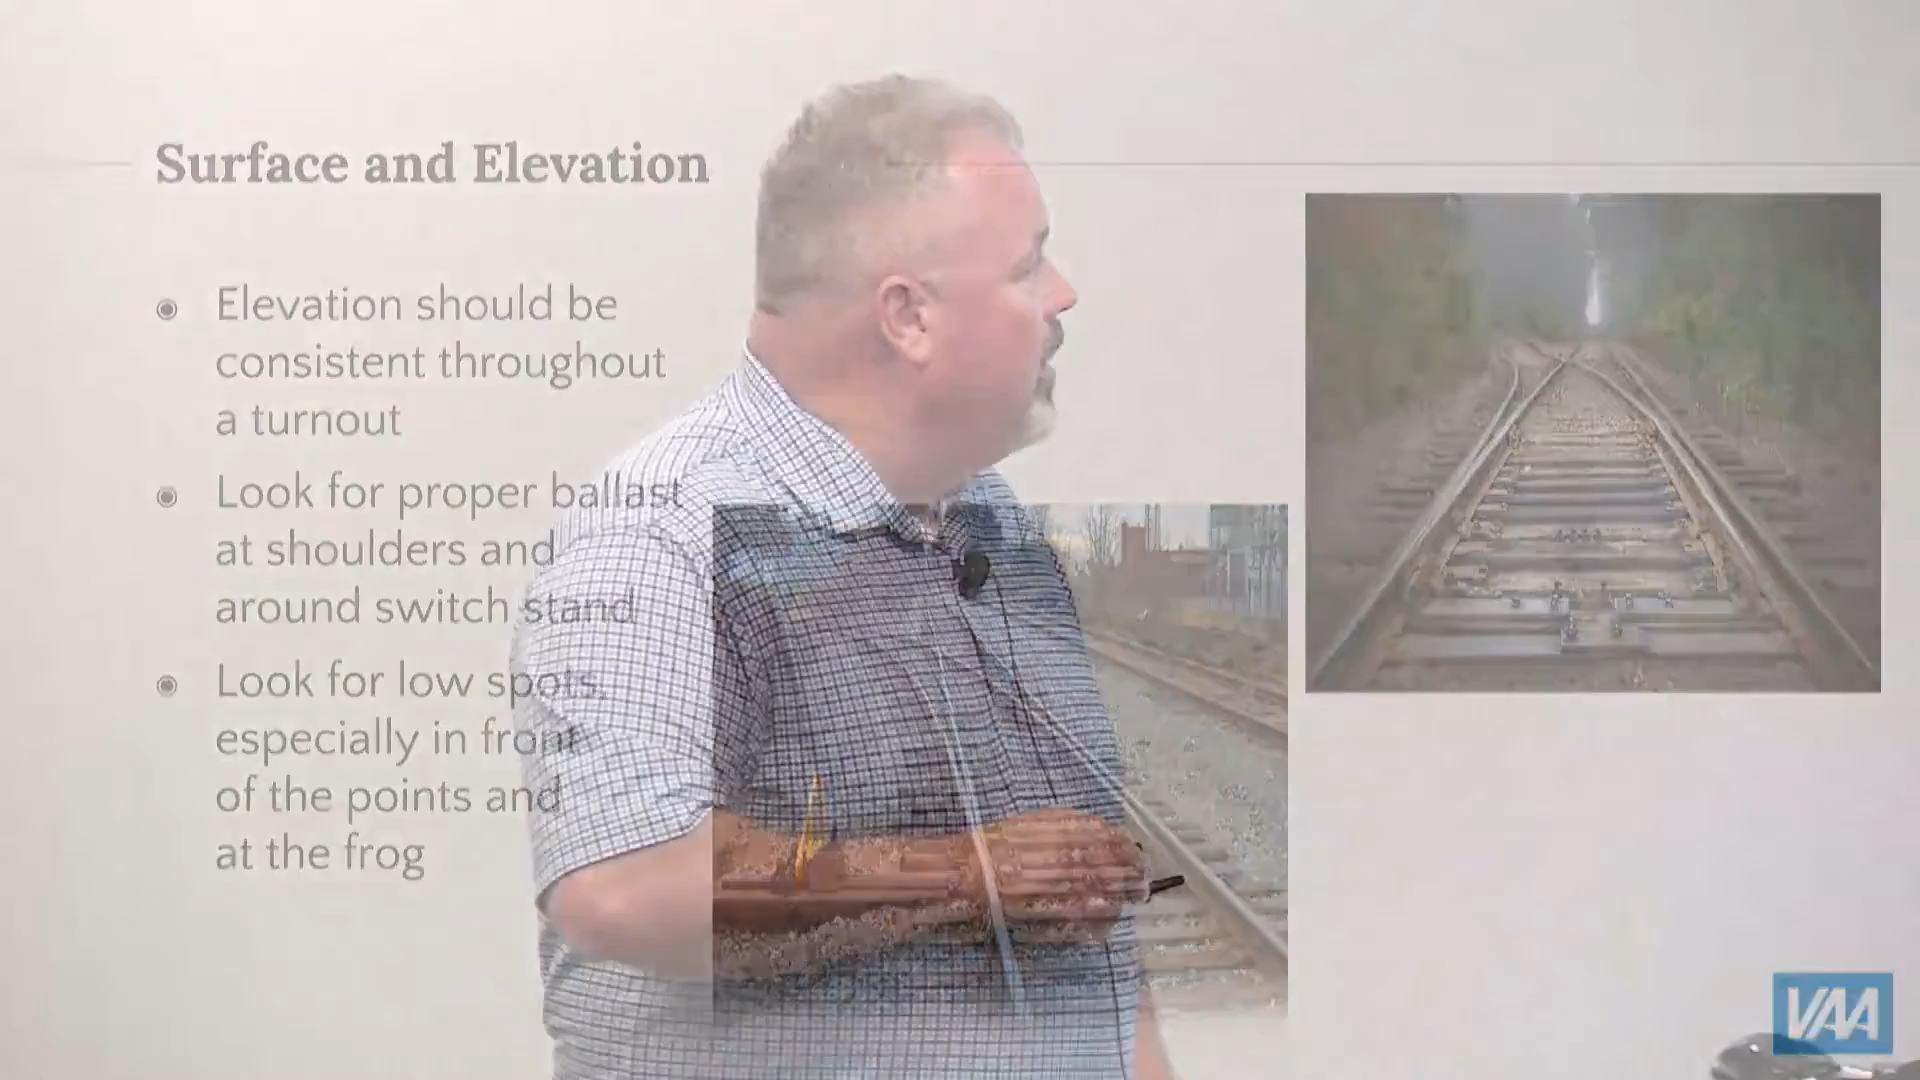 Surface and Elevation
Elevation should be
consistent throughout
a turnout
Look for proper ballast
at shoulders and
around switch stand
Look for low spots,
especially in front
of the points and
at the frog
VAA